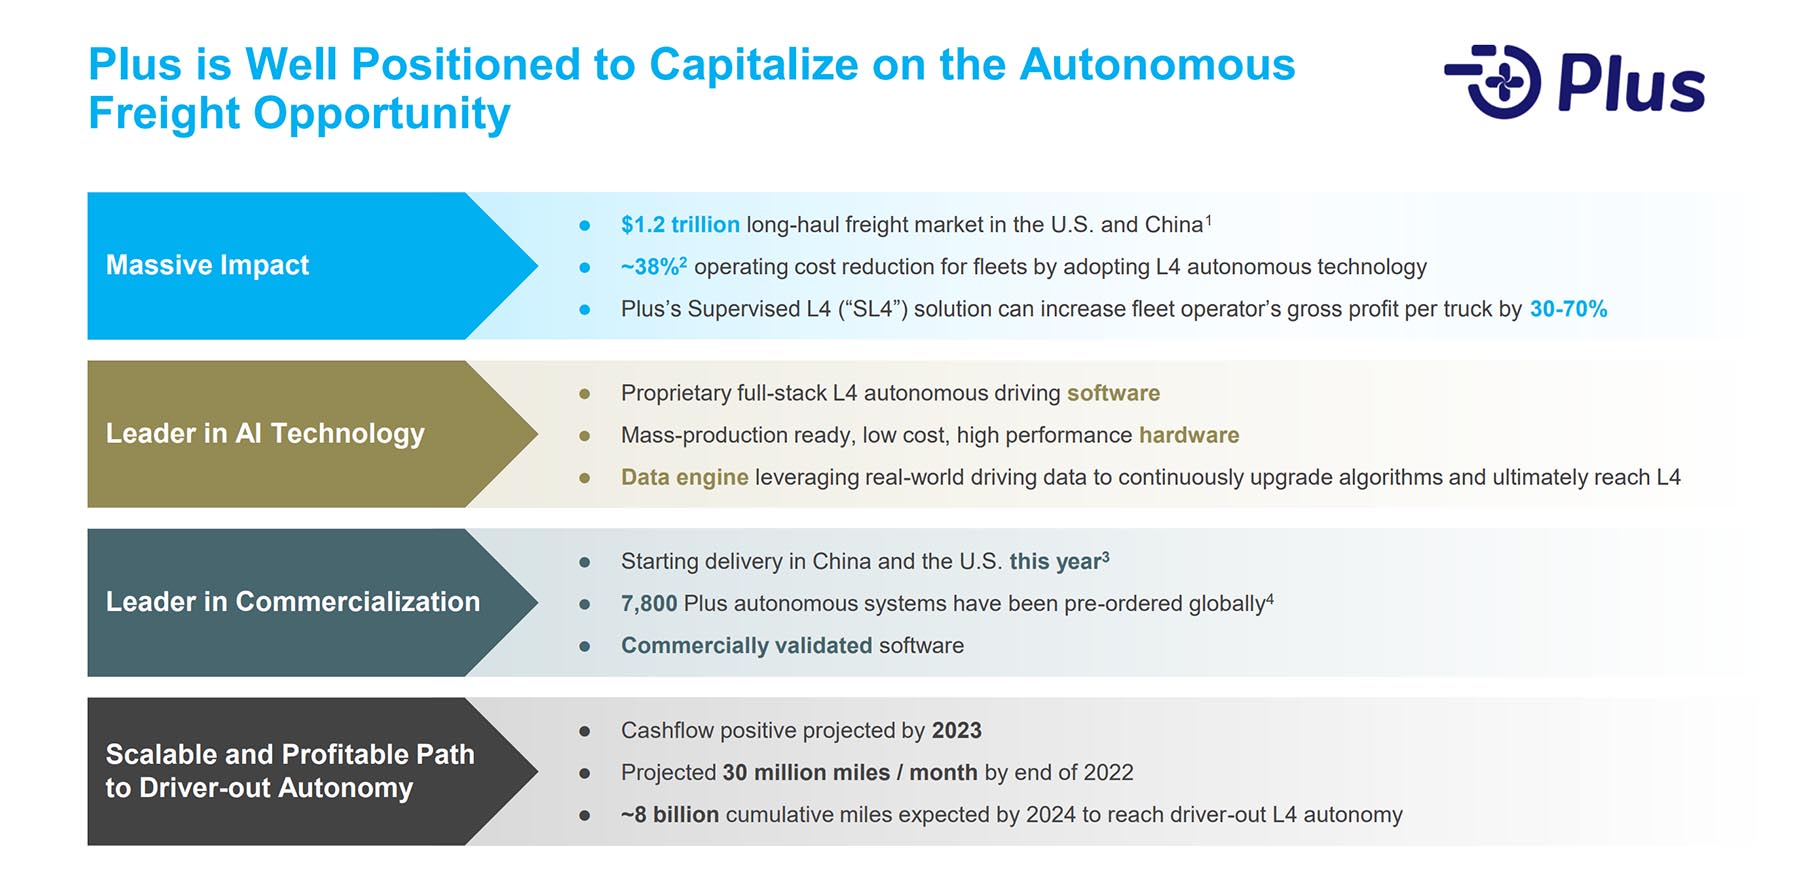 Plus is Well Positioned to Capitalize on the Autonomous
Freight Opportunity
Plus
Massive Impact
● $1.2 trillion long-haul freight market in the U.S. and China¹
● ~38%² operating cost reduction for fleets by adopting L4 autonomous technology
● Plus’s Supervised L4 (“SL4”) solution can increase fleet operator’s gross profit per truck by 30-70%
Leader in AI Technology
● Proprietary full-stack L4 autonomous driving software
● Mass-production ready, low cost, high performance hardware
● Data engine leveraging real-world driving data to continuously upgrade algorithms and ultimately reach L4
Leader in Commercialization
● Starting delivery in China and the U.S. this year³
● 7,800 Plus autonomous systems have been pre-ordered globally⁴
● Commercially validated software
Scalable and Profitable Path
to Driver-out Autonomy
● Cashflow positive projected by 2023
● Projected 30 million miles / month by end of 2022
● ~8 billion cumulative miles expected by 2024 to reach driver-out L4 autonomy